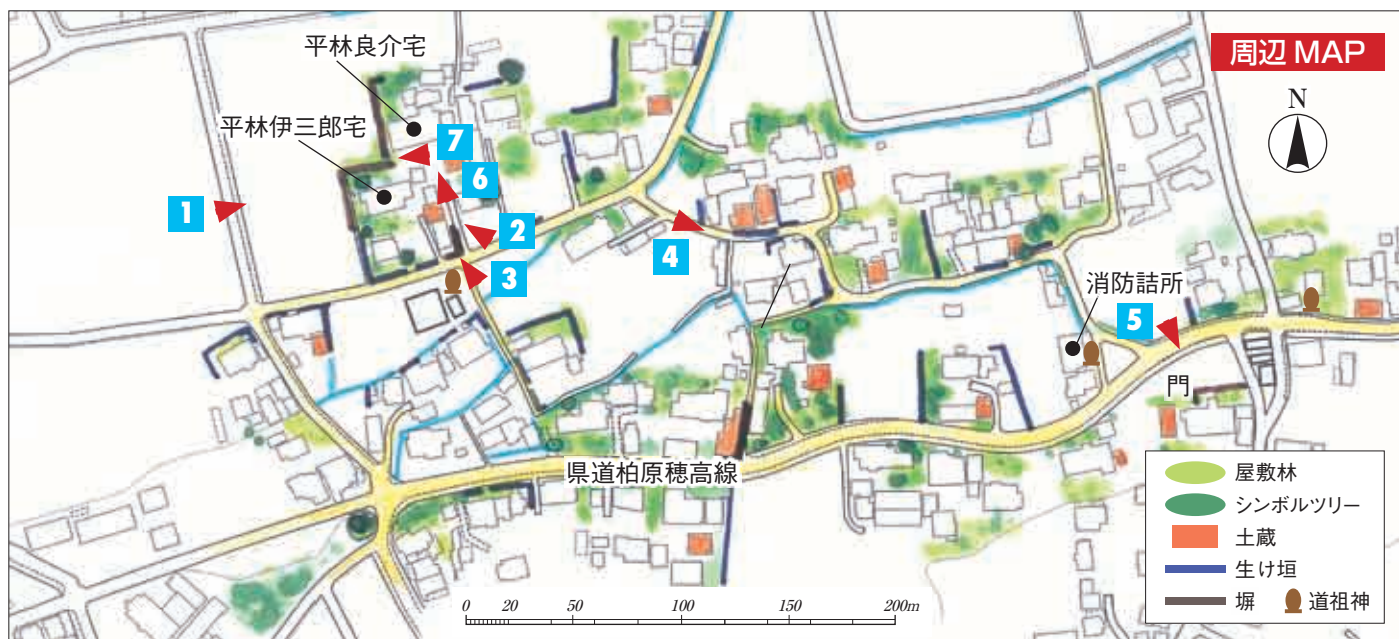 周辺 MAP
N
平林良介宅
平林伊三郎宅
7
6
1
2
4
3
消防詰所
5
門
県道柏原穂高線
屋敷林
シンボルツリー
土蔵
生け垣
塀
道祖神
0 20 50 100 150 200m